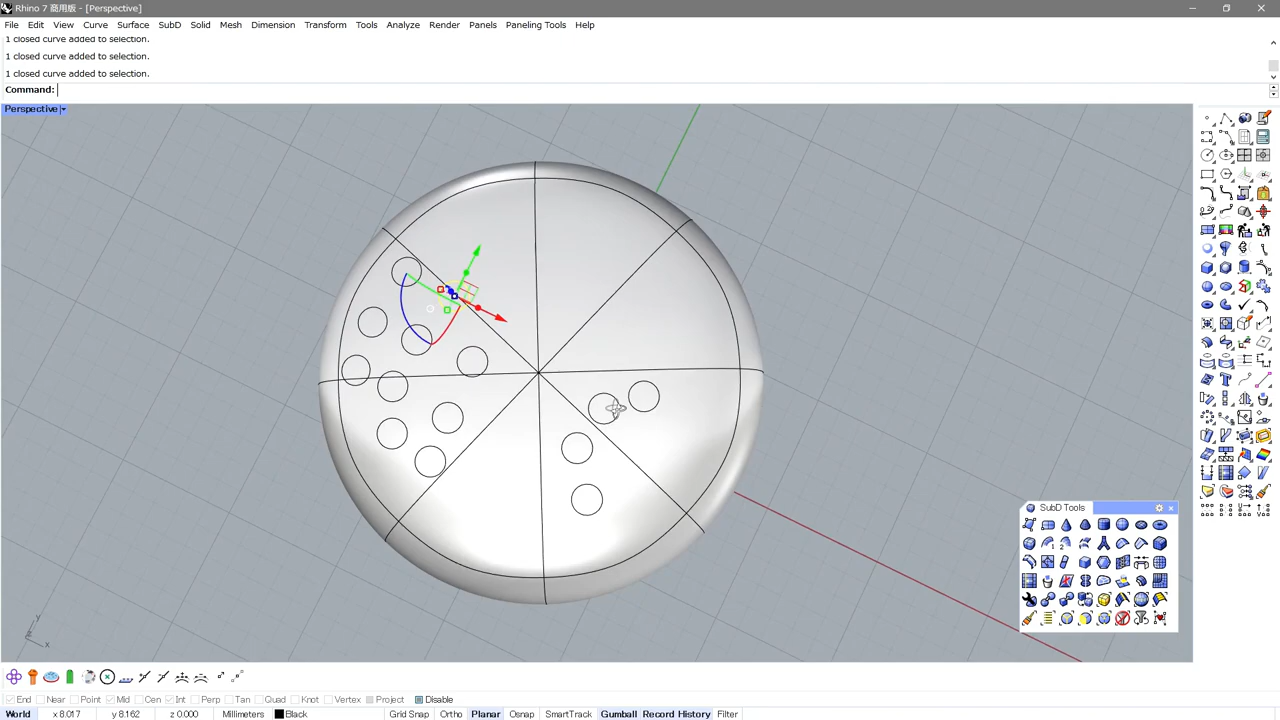 Rhino 7 商用版 - [Perspective]
File Edit View Curve Surface SubD Solid Mesh Dimension Transform Tools Analyze Render Panels Paneling Tools Help
1 closed curve added to selection.
1 closed curve added to selection.
1 closed curve added to selection.
Command:
Perspective
SubD Tools
y
z
x
End Near Point Mid Cen Int Perp Tan Quad Knot Vertex Project Disable
World x 8.017 y 8.162 z 0.000 Millimeters Black Grid Snap Ortho Planar Osnap SmartTrack Gumball Record History Filter